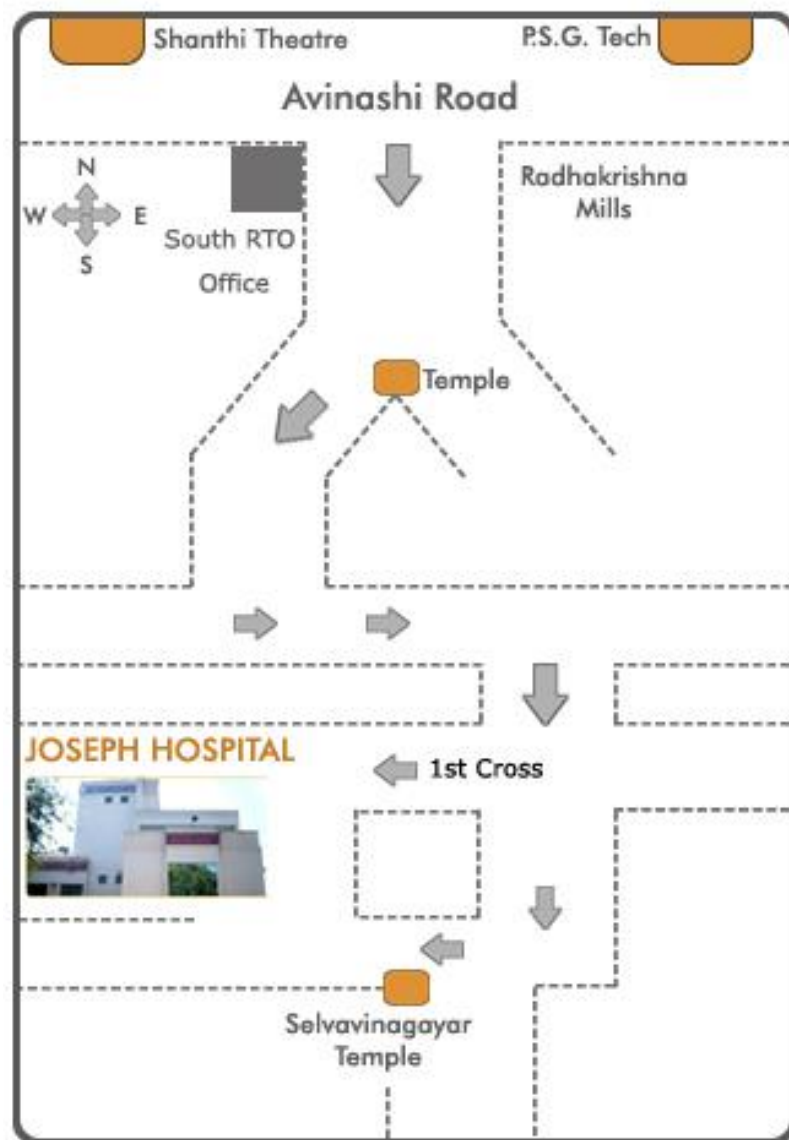 Shanthi Theatre
P.S.G. Tech
Avinashi Road
N
W E
S
South RTO
Office
Radhakrishna
Mills
Temple
JOSEPH HOSPITAL
1st Cross
Selvavinagayar
Temple